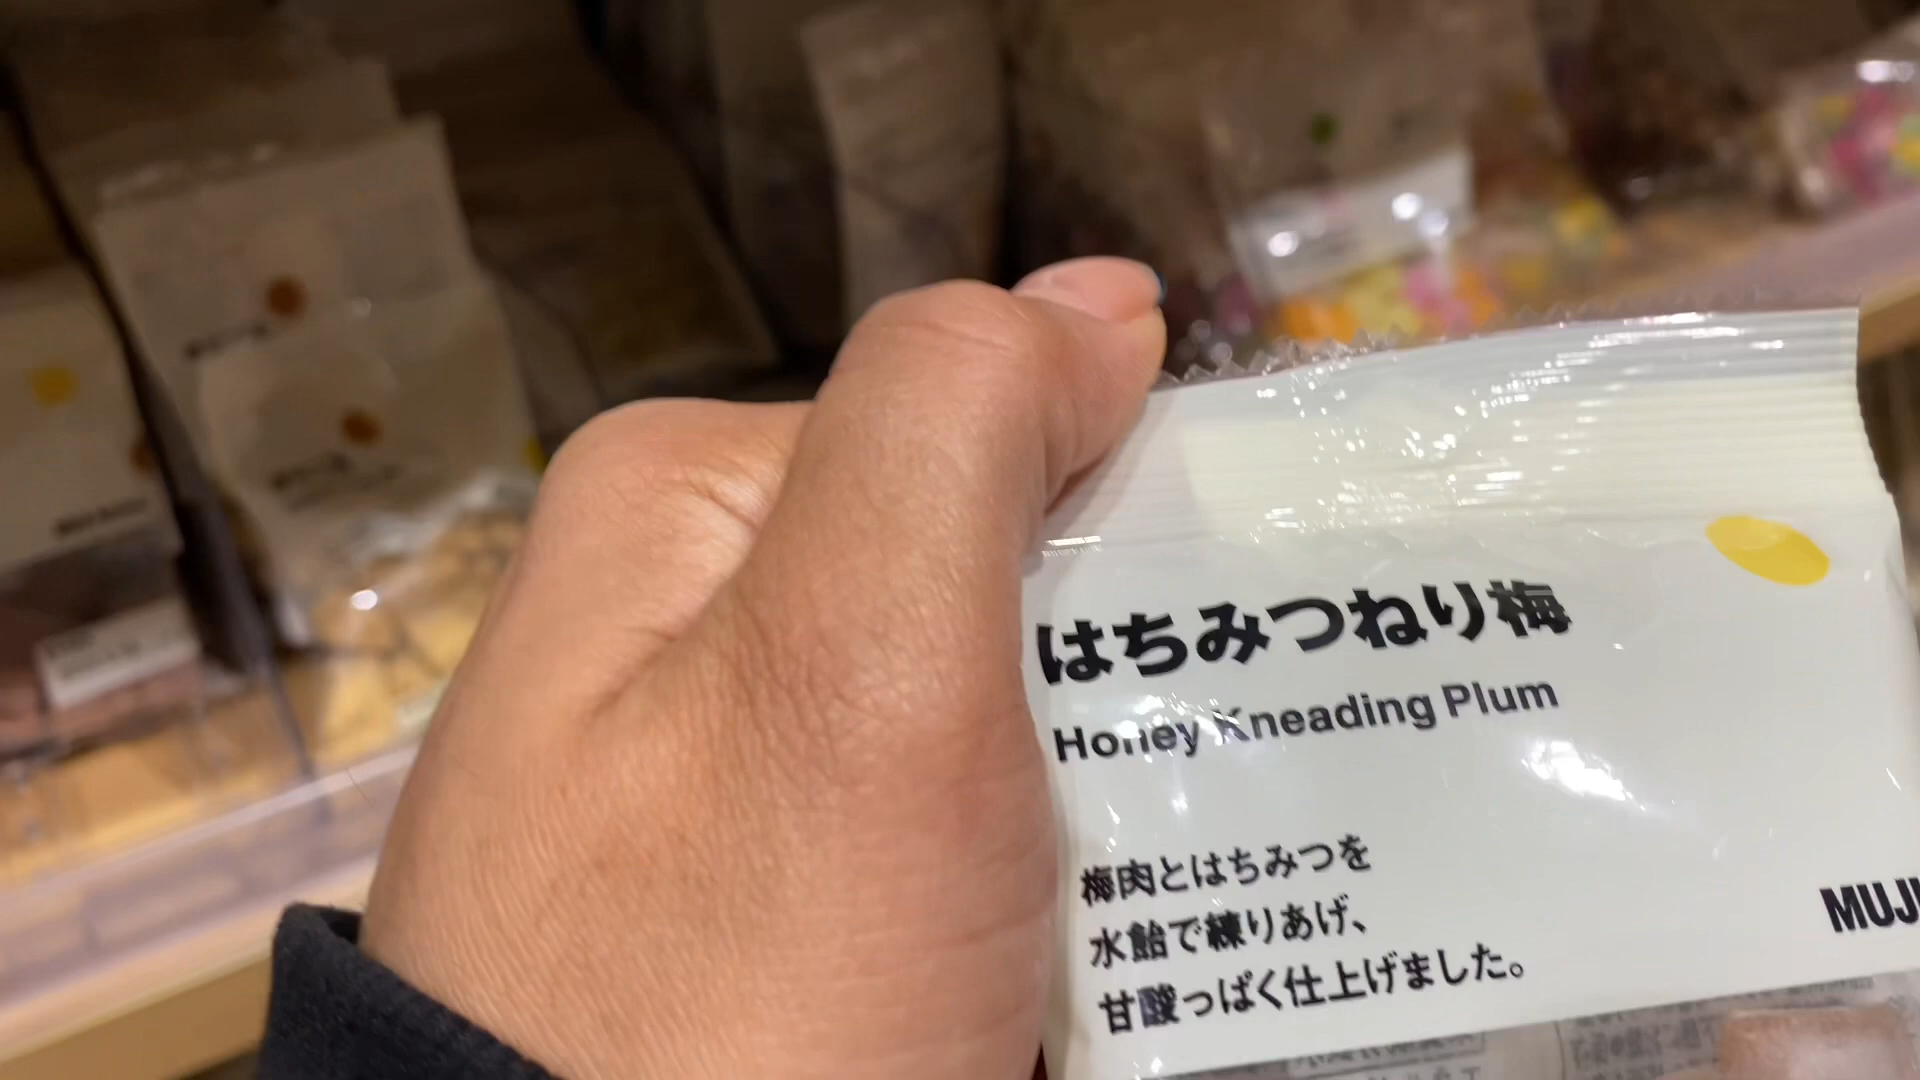 はちみつねり梅
Honey Kneading Plum
梅肉とはちみつを
水飴で練りあげ、
甘酸っぱく仕上げました。
MUJI